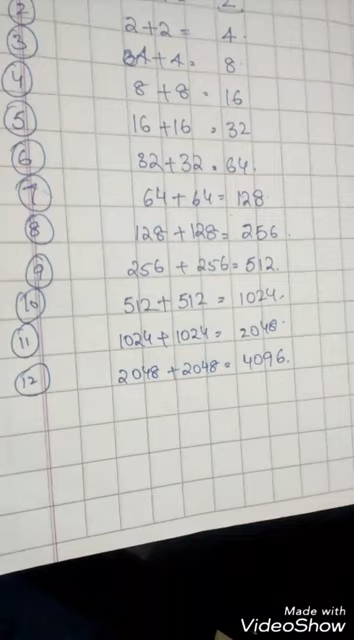 ② 2
③ 2+2= 4.
④ 4+4= 8.
⑤ 8+8=16
⑥ 16+16=32
⑦ 32+32=64.
⑧ 64+64=128
⑨ 128+128=256.
⑩ 256+256=512.
⑪ 512+512=1024.
⑫ 1024+1024=2048.
2048+2048=4096.
Made with
VideoShow